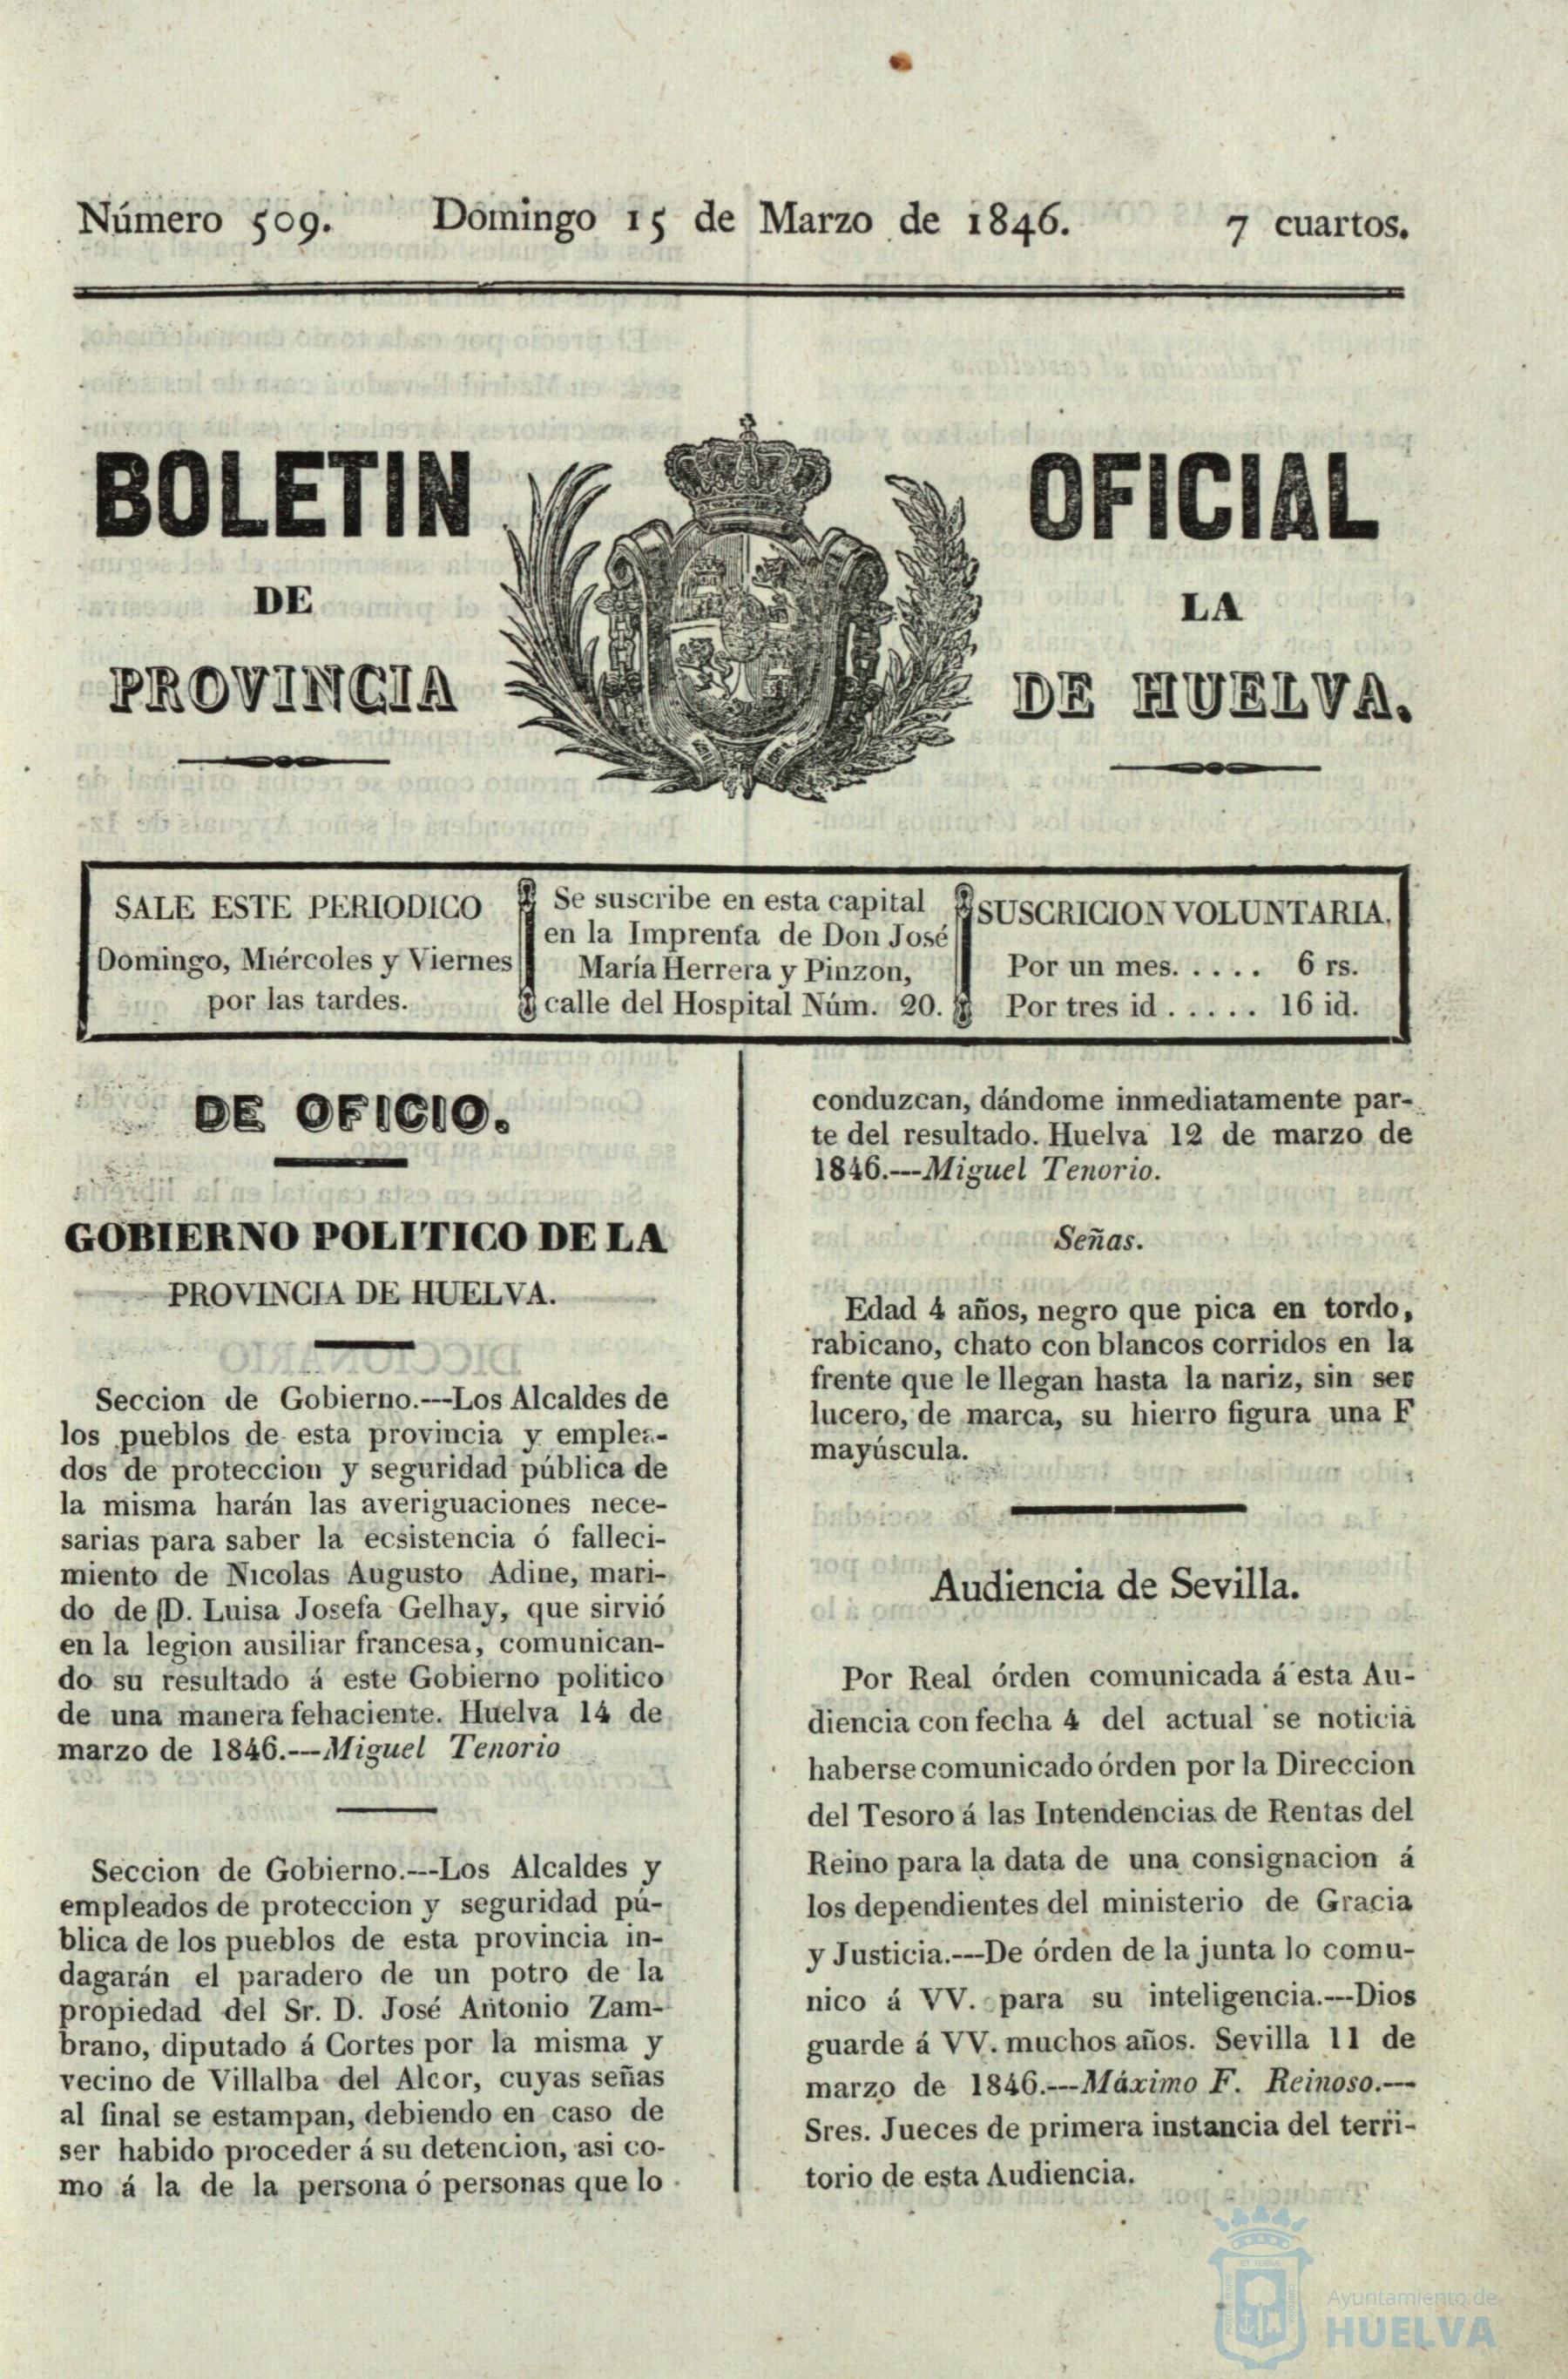 Número 509. Domingo 15 de Marzo de 1846. 7 cuartos.
BOLETIN OFICIAL
DE LA
PROVINCIA DE HUELVA.
SALE ESTE PERIODICO
Domingo, Miércoles y Viernes
por las tardes.
Se suscribe en esta capital
en la Imprenta de Don José
María Herrera y Pinzon,
calle del Hospital Núm. 20.
SUSCRICION VOLUNTARIA.
Por un mes. . . . . 6 rs.
Por tres id . . . . . 16 id.
DE OFICIO.
GOBIERNO POLITICO DE LA
PROVINCIA DE HUELVA.
Seccion de Gobierno.---Los Alcaldes de
los pueblos de esta provincia y emplea-
dos de proteccion y seguridad pública de
la misma harán las averiguaciones nece-
sarias para saber la ecsistencia ó falleci-
miento de Nicolas Augusto Adine, mari-
do de D. Luisa Josefa Gelhay, que sirvió
en la legion ausiliar francesa, comunican-
do su resultado á este Gobierno politico
de una manera fehaciente. Huelva 14 de
marzo de 1846.---Miguel Tenorio
Seccion de Gobierno.---Los Alcaldes y
empleados de proteccion y seguridad pú-
blica de los pueblos de esta provincia in-
dagarán el paradero de un potro de la
propiedad del Sr. D. José Antonio Zam-
brano, diputado á Cortes por la misma y
vecino de Villalba del Alcor, cuyas señas
al final se estampan, debiendo en caso de
ser habido proceder á su detencion, asi co-
mo á la de la persona ó personas que lo
conduzcan, dándome inmediatamente par-
te del resultado. Huelva 12 de marzo de
1846.---Miguel Tenorio.
Señas.
Edad 4 años, negro que pica en tordo,
rabicano, chato con blancos corridos en la
frente que le llegan hasta la nariz, sin ser
lucero, de marca, su hierro figura una F
mayúscula.
Audiencia de Sevilla.
Por Real órden comunicada á esta Au-
diencia con fecha 4 del actual se noticia
haberse comunicado órden por la Direccion
del Tesoro á las Intendencias de Rentas del
Reino para la data de una consignacion á
los dependientes del ministerio de Gracia
y Justicia.---De órden de la junta lo comu-
nico á VV. para su inteligencia.---Dios
guarde á VV. muchos años. Sevilla 11 de
marzo de 1846.---Máximo F. Reinoso.---
Sres. Jueces de primera instancia del terri-
torio de esta Audiencia.
Ayuntamiento de
HUELVA